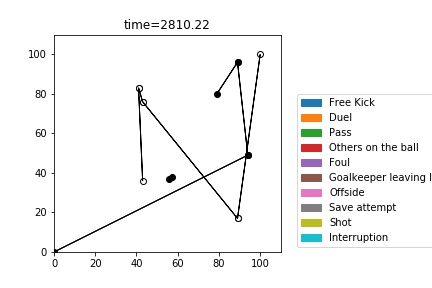 time=2810.22
100
80
60
40
20
0
0 20 40 60 80 100
Free Kick
Duel
Pass
Others on the ball
Foul
Goalkeeper leaving l
Offside
Save attempt
Shot
Interruption